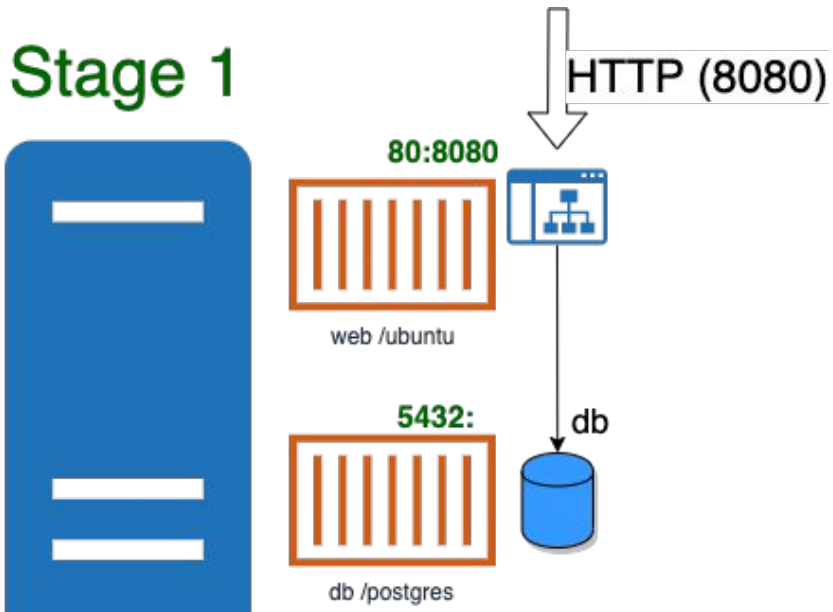 Stage 1
HTTP (8080)
80:8080
web /ubuntu
5432:
db
db /postgres